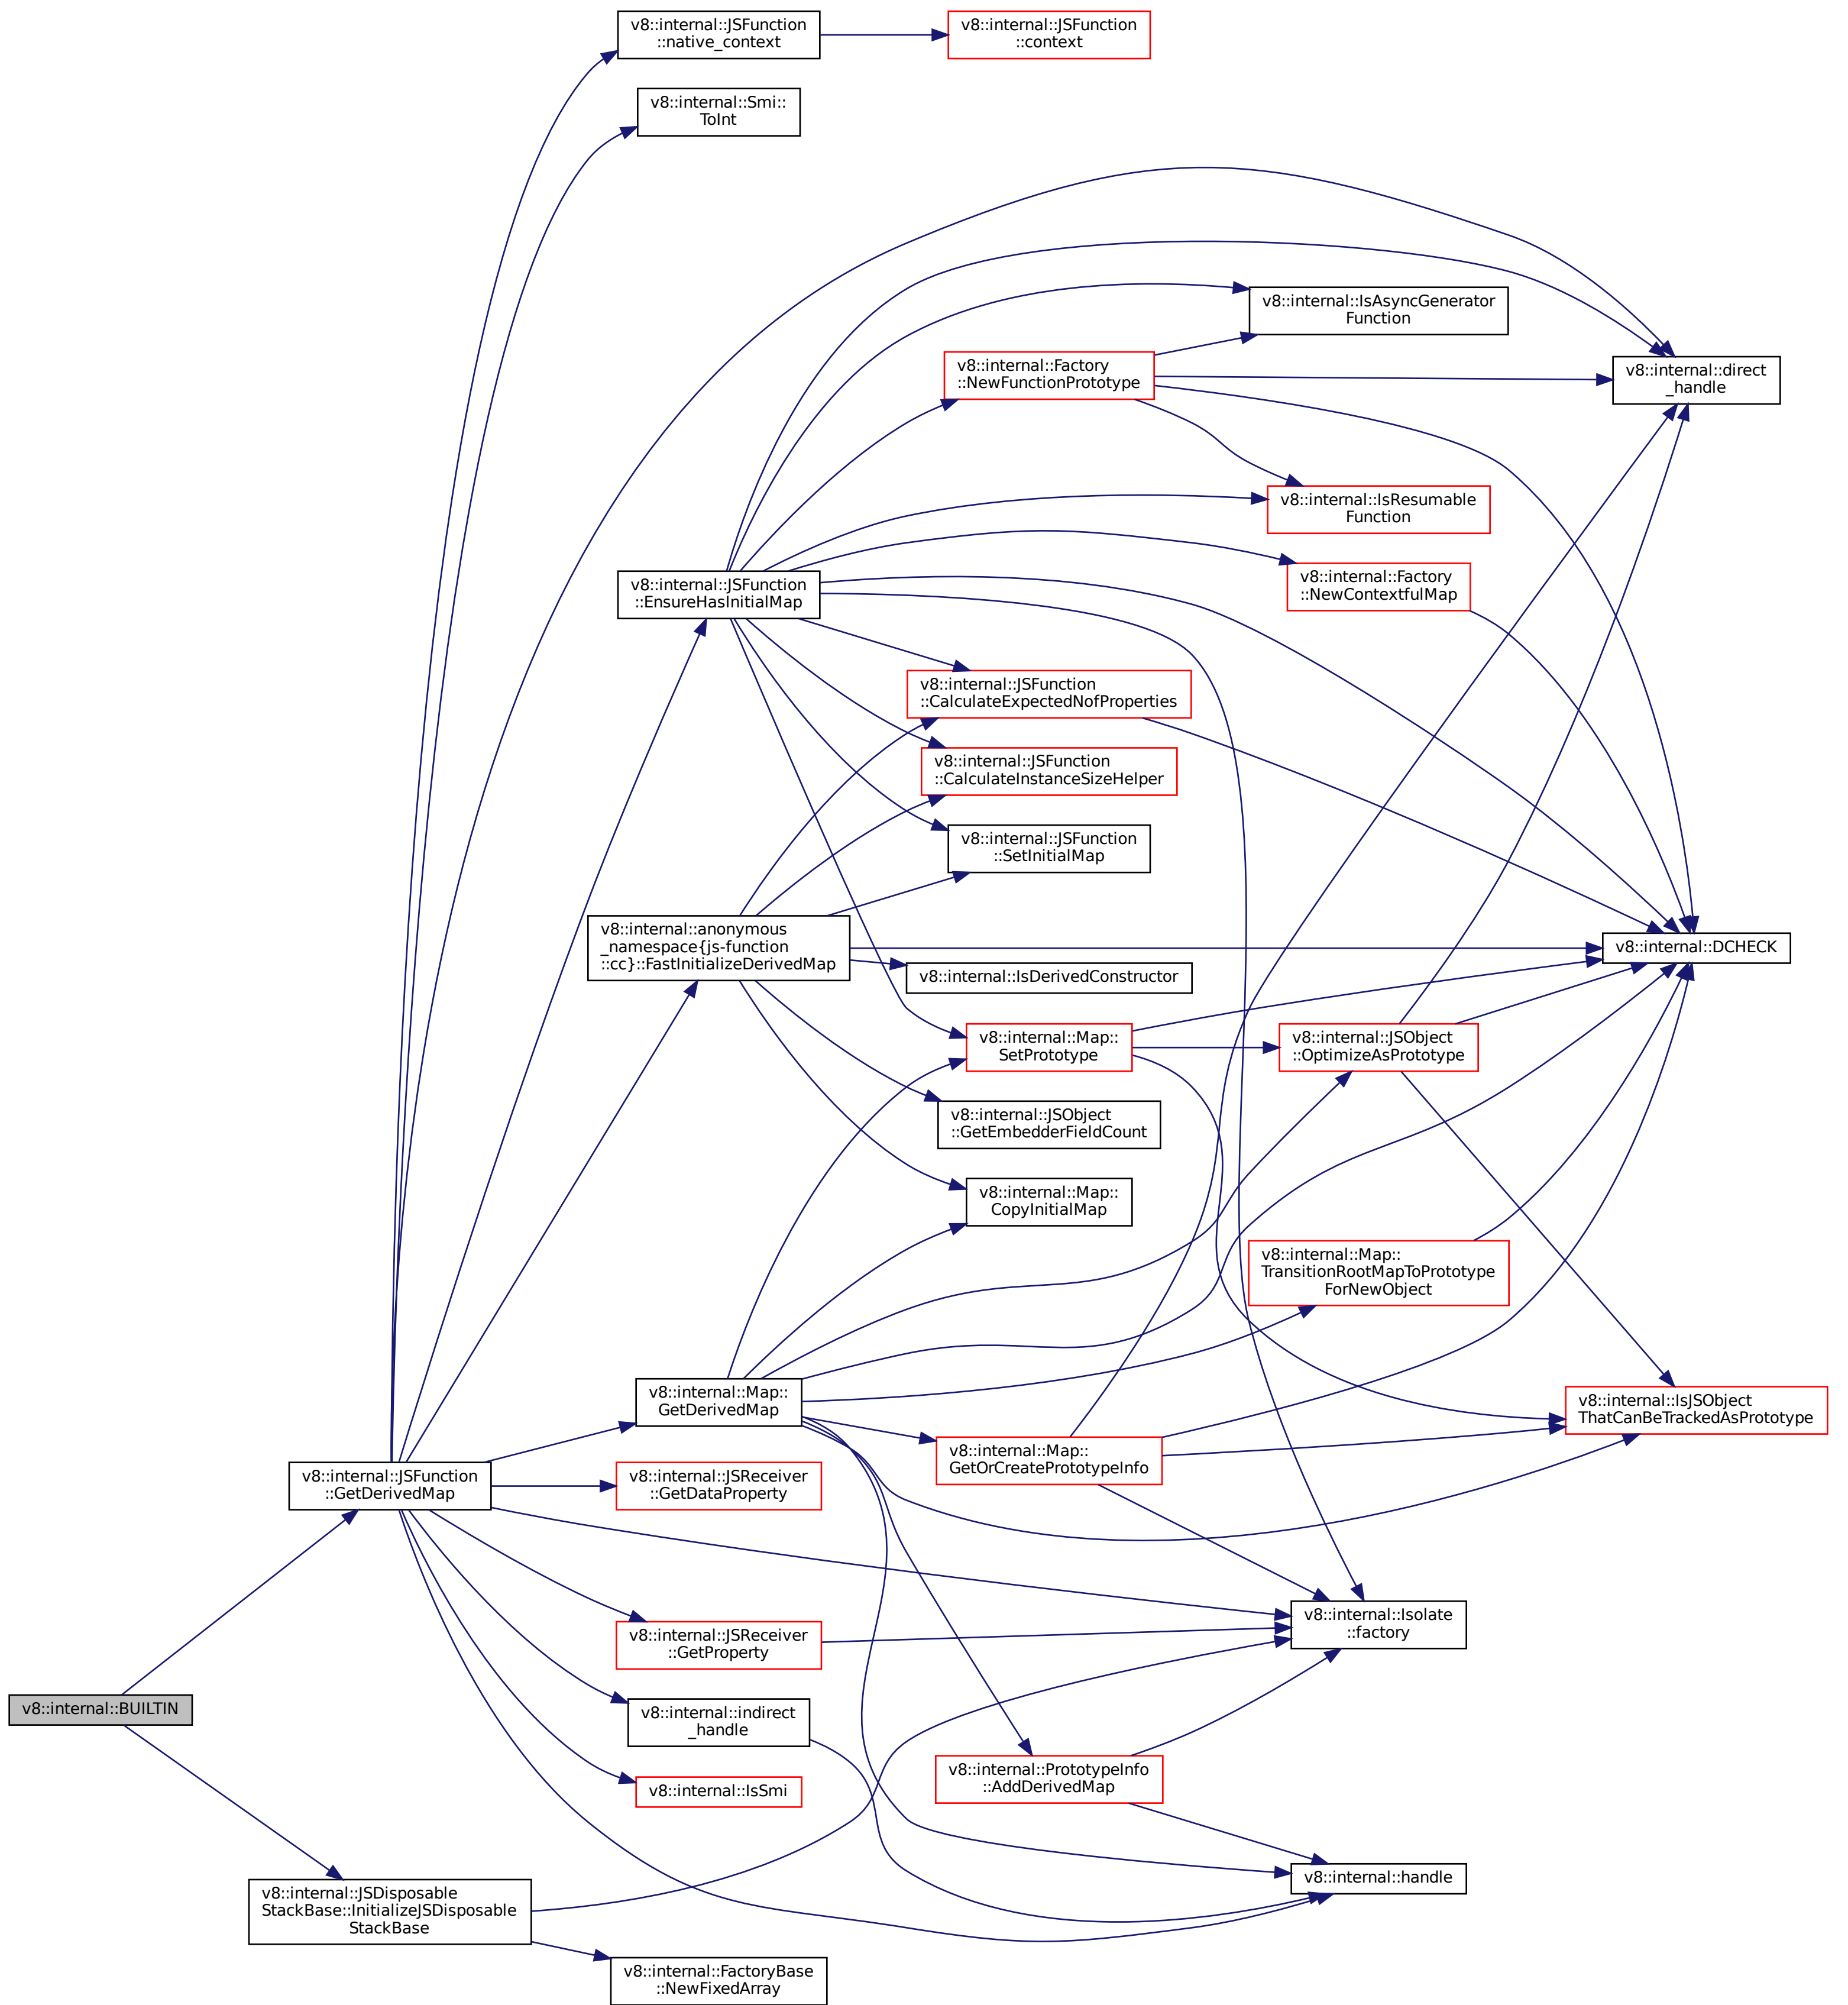 v8::internal::JSFunction
::native_context
v8::internal::JSFunction
::context
v8::internal::Smi::
ToInt
v8::internal::IsAsyncGenerator
Function
v8::internal::Factory
::NewFunctionPrototype
v8::internal::direct
_handle
v8::internal::IsResumable
Function
v8::internal::JSFunction
::EnsureHasInitialMap
v8::internal::Factory
::NewContextfulMap
v8::internal::JSFunction
::CalculateExpectedNofProperties
v8::internal::JSFunction
::CalculateInstanceSizeHelper
v8::internal::JSFunction
::SetInitialMap
v8::internal::anonymous
_namespace{js-function
::cc}::FastInitializeDerivedMap
v8::internal::DCHECK
v8::internal::IsDerivedConstructor
v8::internal::Map::
SetPrototype
v8::internal::JSObject
::OptimizeAsPrototype
v8::internal::JSObject
::GetEmbedderFieldCount
v8::internal::Map::
CopyInitialMap
v8::internal::Map::
TransitionRootMapToPrototype
ForNewObject
v8::internal::Map::
GetDerivedMap
v8::internal::IsJSObject
ThatCanBeTrackedAsPrototype
v8::internal::Map::
GetOrCreatePrototypeInfo
v8::internal::JSFunction
::GetDerivedMap
v8::internal::JSReceiver
::GetDataProperty
v8::internal::Isolate
::factory
v8::internal::JSReceiver
::GetProperty
v8::internal::BUILTIN
v8::internal::indirect
_handle
v8::internal::PrototypeInfo
::AddDerivedMap
v8::internal::IsSmi
v8::internal::handle
v8::internal::JSDisposable
StackBase::InitializeJSDisposable
StackBase
v8::internal::FactoryBase
::NewFixedArray